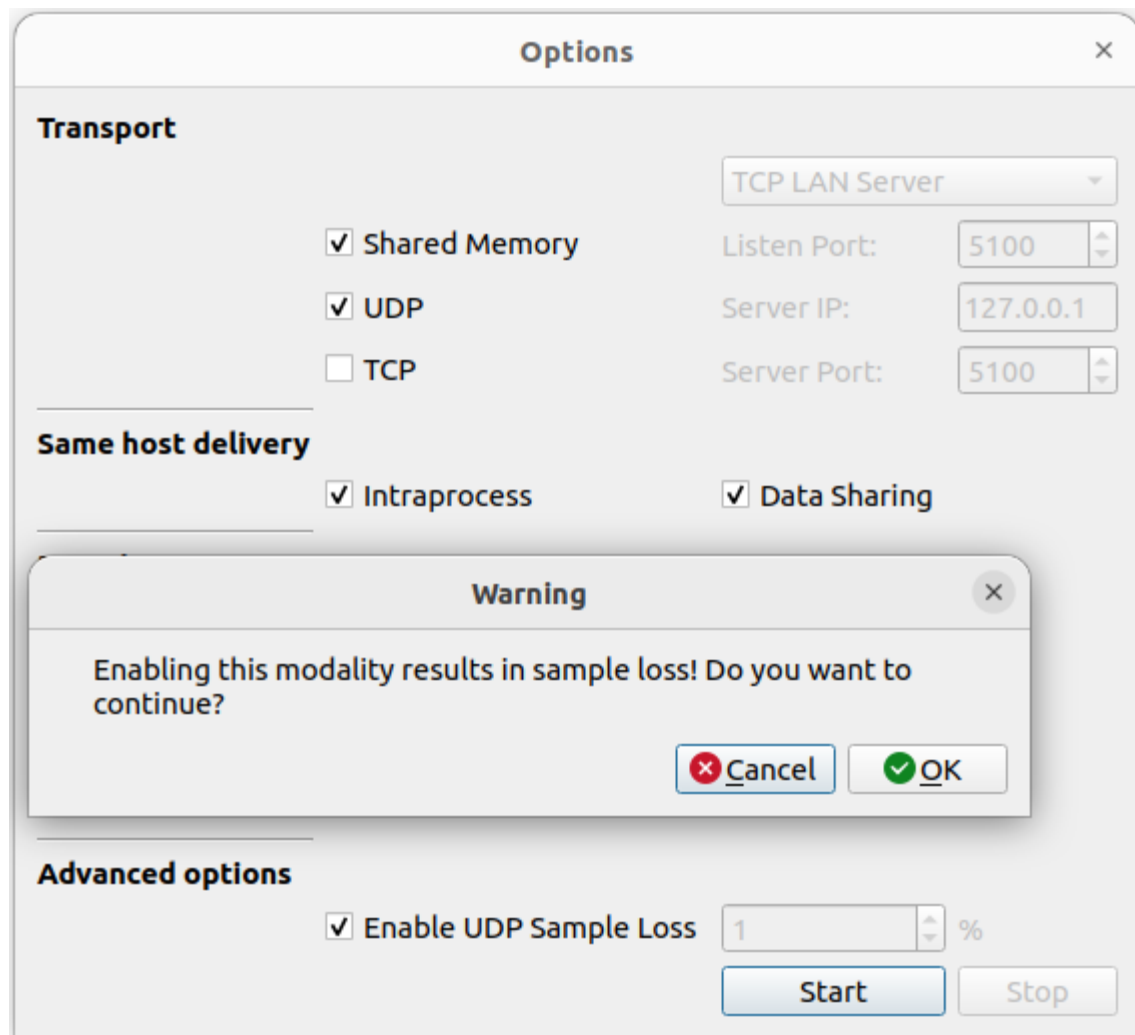 Options
Transport
TCP LAN Server
Shared Memory Listen Port: 5100
UDP Server IP: 127.0.0.1
TCP Server Port: 5100
Same host delivery
Intraprocess Data Sharing
Warning
Enabling this modality results in sample loss! Do you want to
continue?
Cancel OK
Advanced options
Enable UDP Sample Loss 1 %
Start Stop